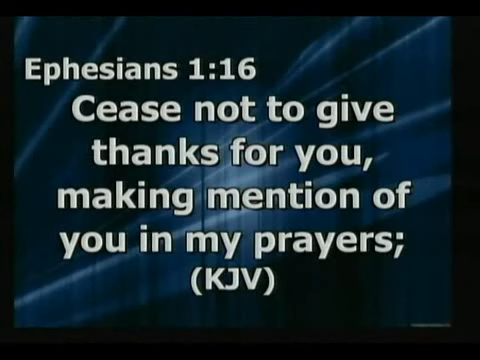 Ephesians 1:16
Cease not to give
thanks for you,
making mention of
you in my prayers;
(KJV)